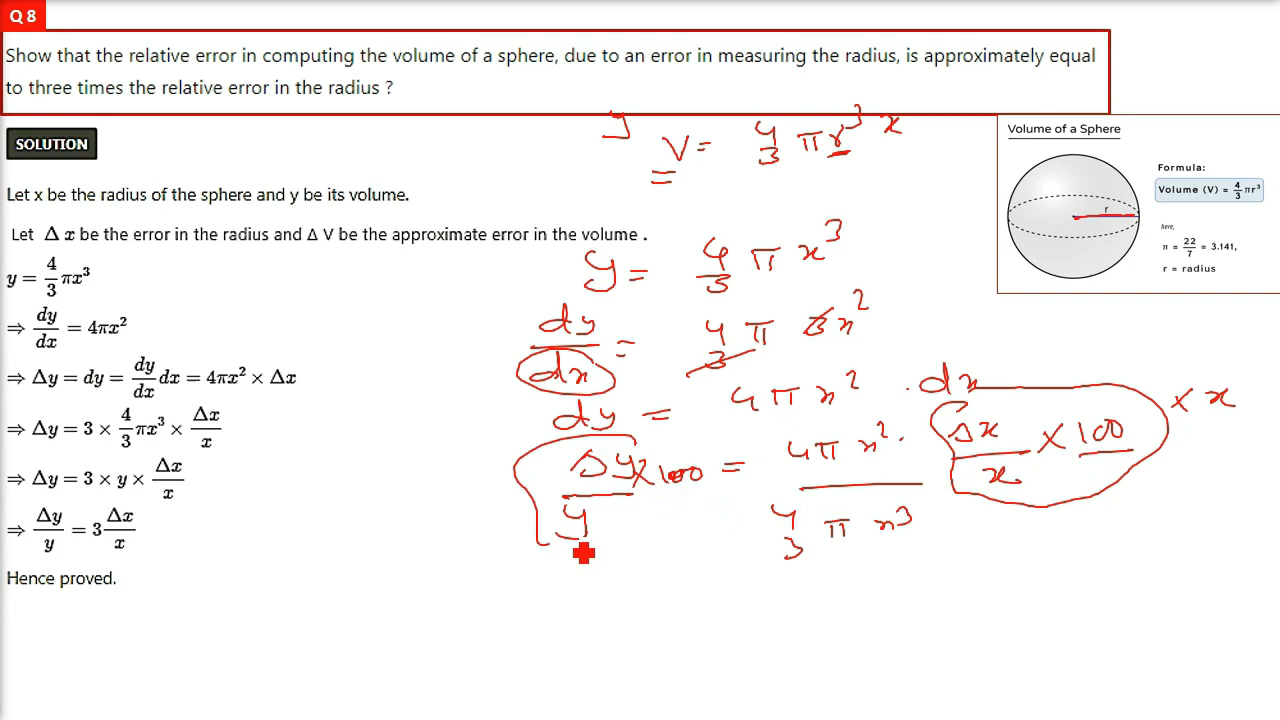 Q 8
Show that the relative error in computing the volume of a sphere, due to an error in measuring the radius, is approximately equal
to three times the relative error in the radius ?
SOLUTION
Let x be the radius of the sphere and y be its volume.
Let Δ x be the error in the radius and Δ V be the approximate error in the volume .
y = 4/3 πx³
⇒ dy/dx = 4πx²
⇒ Δy = dy = dy/dx dx = 4πx² × Δx
⇒ Δy = 3 × 4/3 πx³ × Δx/x
⇒ Δy = 3 × y × Δx/x
⇒ Δy/y = 3 Δx/x
Hence proved.
y V = 4/3 π r³ x
y = 4/3 π x³
dy/dx = 4/3 π 3x²
dy = 4 π x² . dx
Δy/y × 100 = 4π x² . / 4/3 π x³ Δx/x × 100 × x
Volume of a Sphere
Formula:
Volume (V) = 4/3 πr³
r
here,
π = 22/7 = 3.141,
r = radius